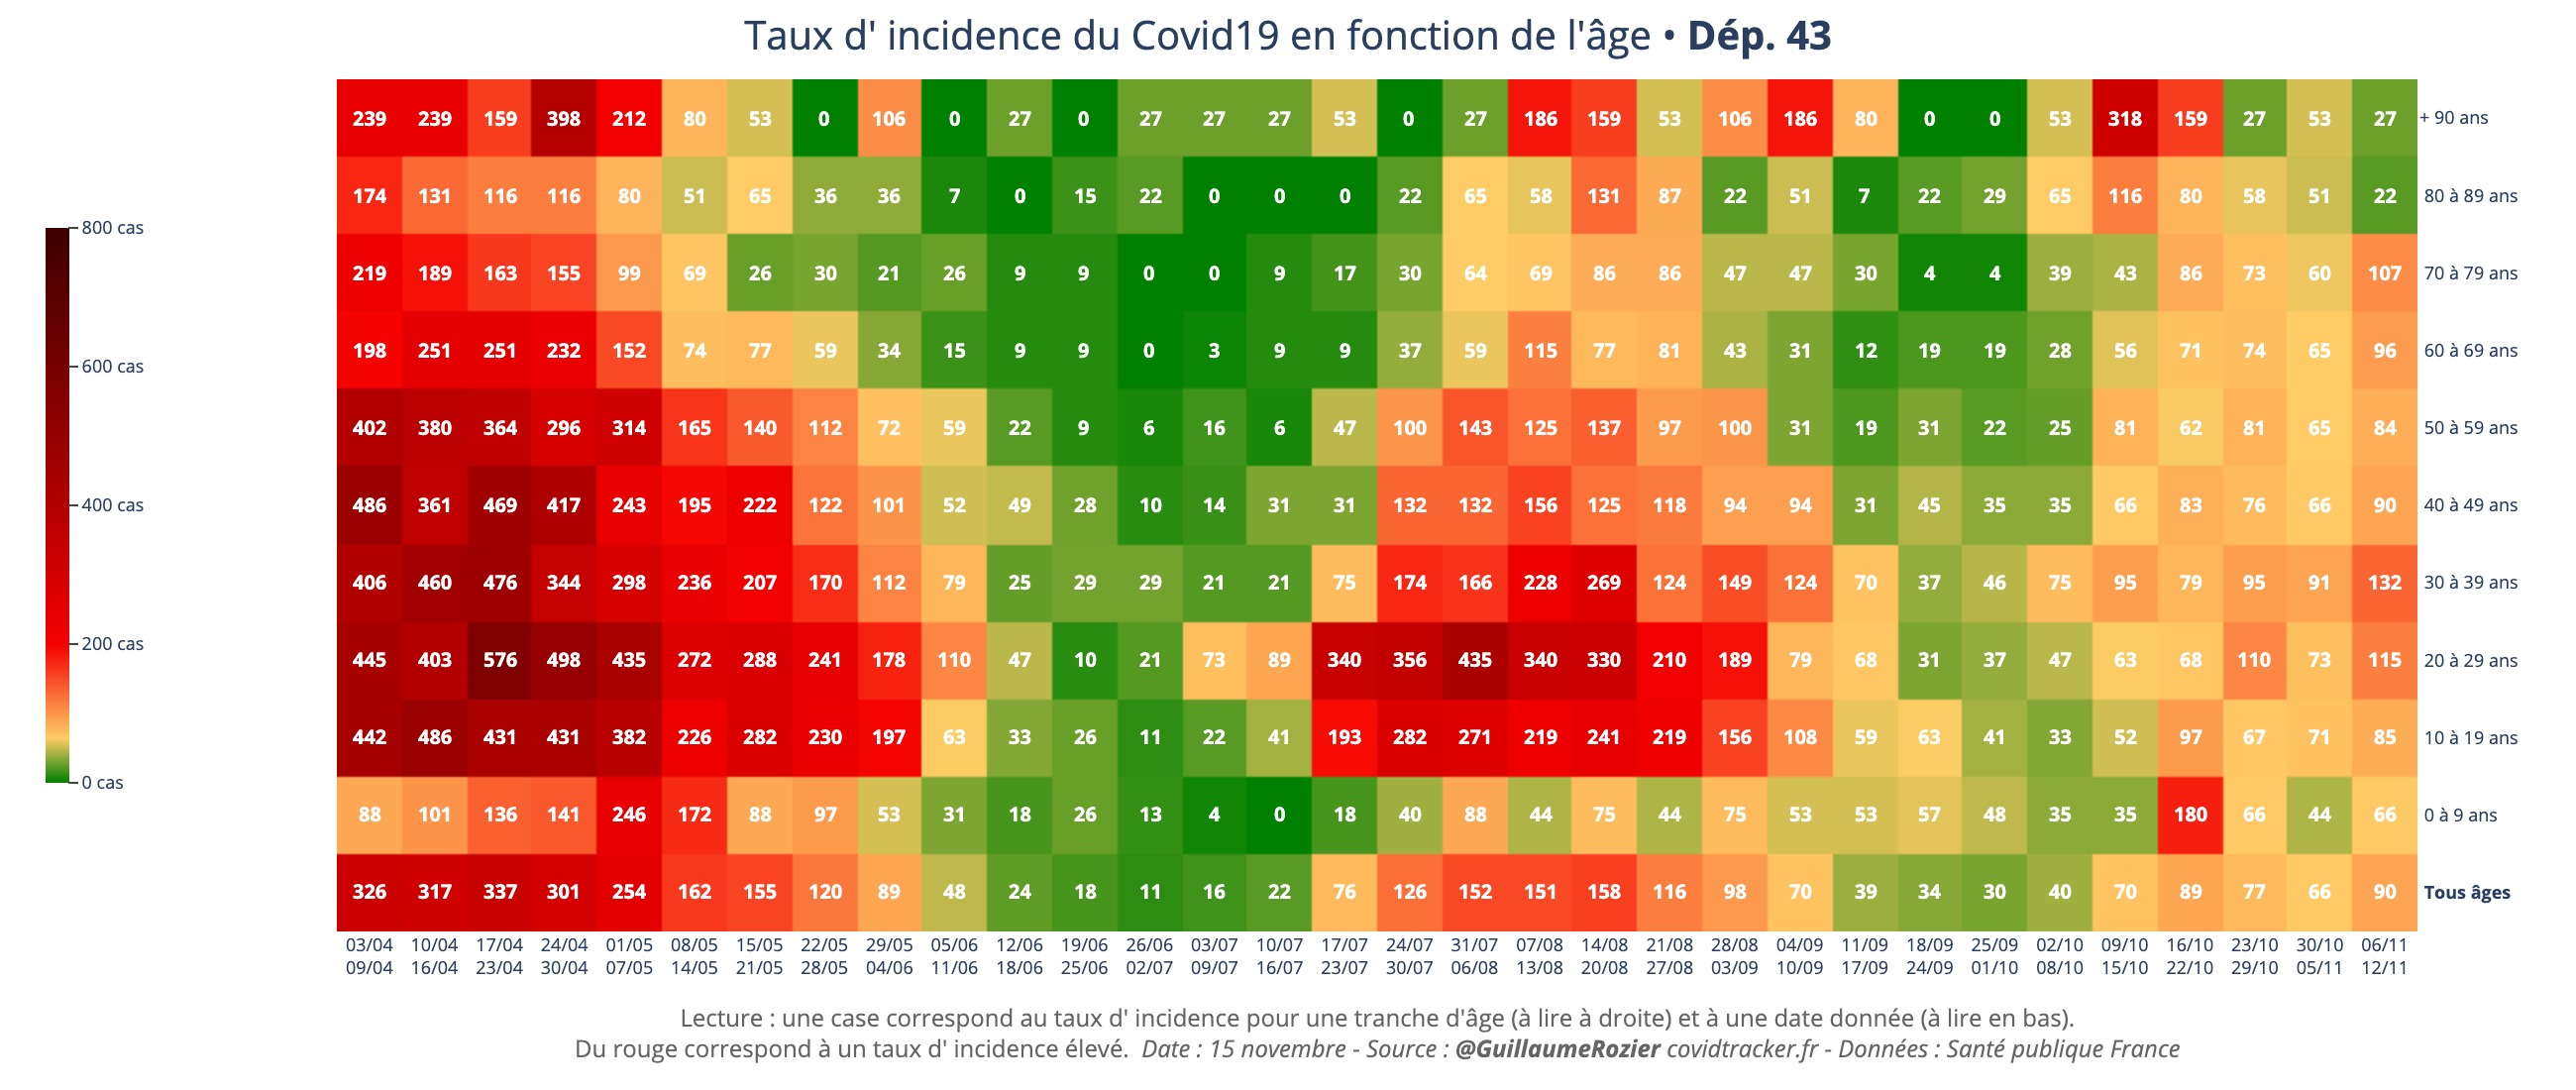 Taux d' incidence du Covid19 en fonction de l'âge • Dép. 43
239 239 159 398 212 80 53 0 106 0 27 0 27 27 27 53 0 27 186 159 53 106 186 80 0 0 53 318 159 27 53 27 + 90 ans
174 131 116 116 80 51 65 36 36 7 0 15 22 0 0 0 22 65 58 131 87 22 51 7 22 29 65 116 80 58 51 22 80 à 89 ans
800 cas
219 189 163 155 99 69 26 30 21 26 9 9 0 0 9 17 30 64 69 86 86 47 47 30 4 4 39 43 86 73 60 107 70 à 79 ans
198 251 251 232 152 74 77 59 34 15 9 9 0 3 9 9 37 59 115 77 81 43 31 12 19 19 28 56 71 74 65 96 60 à 69 ans
600 cas
402 380 364 296 314 165 140 112 72 59 22 9 6 16 6 47 100 143 125 137 97 100 31 19 31 22 25 81 62 81 65 84 50 à 59 ans
400 cas
486 361 469 417 243 195 222 122 101 52 49 28 10 14 31 31 132 132 156 125 118 94 94 31 45 35 35 66 83 76 66 90 40 à 49 ans
406 460 476 344 298 236 207 170 112 79 25 29 29 21 21 75 174 166 228 269 124 149 124 70 37 46 75 95 79 95 91 132 30 à 39 ans
200 cas
445 403 576 498 435 272 288 241 178 110 47 10 21 73 89 340 356 435 340 330 210 189 79 68 31 37 47 63 68 110 73 115 20 à 29 ans
442 486 431 431 382 226 282 230 197 63 33 26 11 22 41 193 282 271 219 241 219 156 108 59 63 41 33 52 97 67 71 85 10 à 19 ans
0 cas
88 101 136 141 246 172 88 97 53 31 18 26 13 4 0 18 40 88 44 75 44 75 53 53 57 48 35 35 180 66 44 66 0 à 9 ans
326 317 337 301 254 162 155 120 89 48 24 18 11 16 22 76 126 152 151 158 116 98 70 39 34 30 40 70 89 77 66 90 Tous âges
03/04 10/04 17/04 24/04 01/05 08/05 15/05 22/05 29/05 05/06 12/06 19/06 26/06 03/07 10/07 17/07 24/07 31/07 07/08 14/08 21/08 28/08 04/09 11/09 18/09 25/09 02/10 09/10 16/10 23/10 30/10 06/11
09/04 16/04 23/04 30/04 07/05 14/05 21/05 28/05 04/06 11/06 18/06 25/06 02/07 09/07 16/07 23/07 30/07 06/08 13/08 20/08 27/08 03/09 10/09 17/09 24/09 01/10 08/10 15/10 22/10 29/10 05/11 12/11
Lecture : une case correspond au taux d' incidence pour une tranche d'âge (à lire à droite) et à une date donnée (à lire en bas).
Du rouge correspond à un taux d' incidence élevé. Date : 15 novembre - Source : @GuillaumeRozier covidtracker.fr - Données : Santé publique France